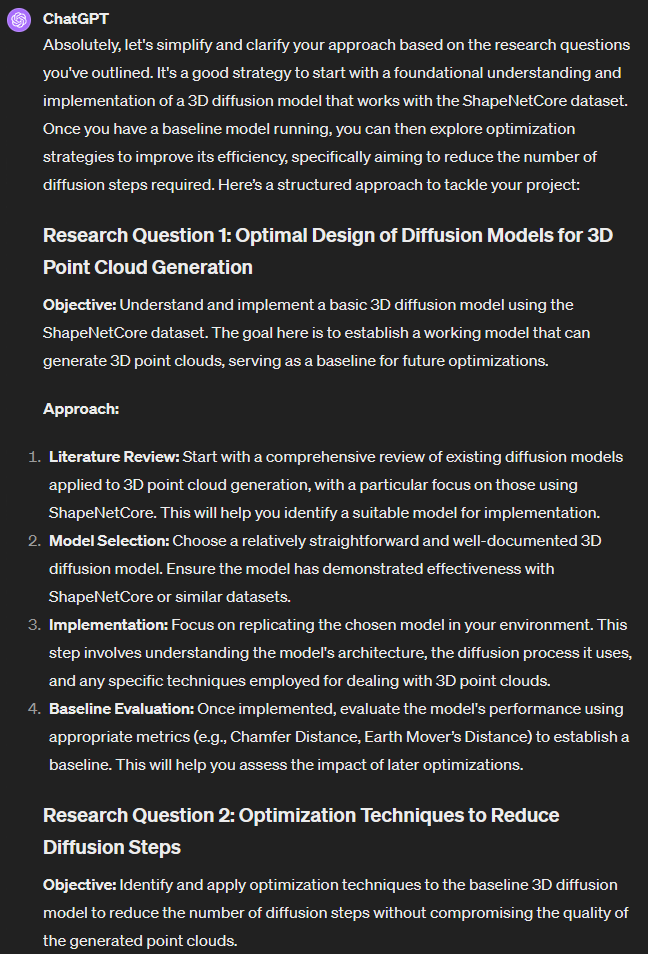 ChatGPT
Absolutely, let's simplify and clarify your approach based on the research questions
you've outlined. It's a good strategy to start with a foundational understanding and
implementation of a 3D diffusion model that works with the ShapeNetCore dataset.
Once you have a baseline model running, you can then explore optimization
strategies to improve its efficiency, specifically aiming to reduce the number of
diffusion steps required. Here’s a structured approach to tackle your project:
Research Question 1: Optimal Design of Diffusion Models for 3D
Point Cloud Generation
Objective: Understand and implement a basic 3D diffusion model using the
ShapeNetCore dataset. The goal here is to establish a working model that can
generate 3D point clouds, serving as a baseline for future optimizations.
Approach:
1. Literature Review: Start with a comprehensive review of existing diffusion models
applied to 3D point cloud generation, with a particular focus on those using
ShapeNetCore. This will help you identify a suitable model for implementation.
2. Model Selection: Choose a relatively straightforward and well-documented 3D
diffusion model. Ensure the model has demonstrated effectiveness with
ShapeNetCore or similar datasets.
3. Implementation: Focus on replicating the chosen model in your environment. This
step involves understanding the model's architecture, the diffusion process it uses,
and any specific techniques employed for dealing with 3D point clouds.
4. Baseline Evaluation: Once implemented, evaluate the model's performance using
appropriate metrics (e.g., Chamfer Distance, Earth Mover’s Distance) to establish a
baseline. This will help you assess the impact of later optimizations.
Research Question 2: Optimization Techniques to Reduce
Diffusion Steps
Objective: Identify and apply optimization techniques to the baseline 3D diffusion
model to reduce the number of diffusion steps without compromising the quality of
the generated point clouds.